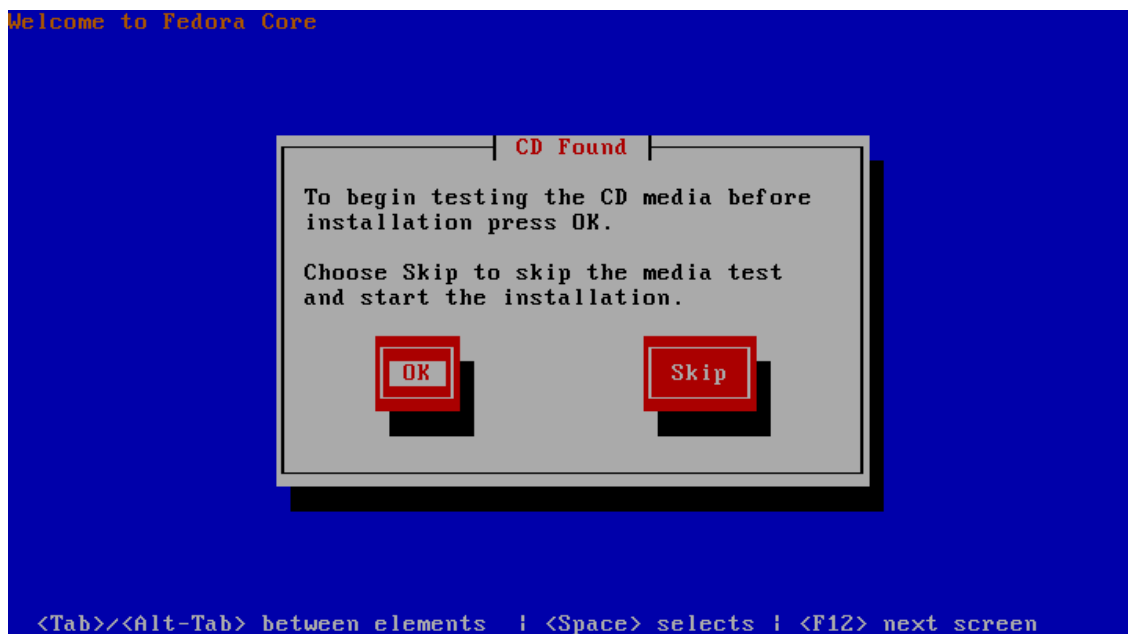 Welcome to Fedora Core
CD Found
To begin testing the CD media before
installation press OK.
Choose Skip to skip the media test
and start the installation.
OK Skip
<Tab>/<Alt-Tab> between elements | <Space> selects | <F12> next screen